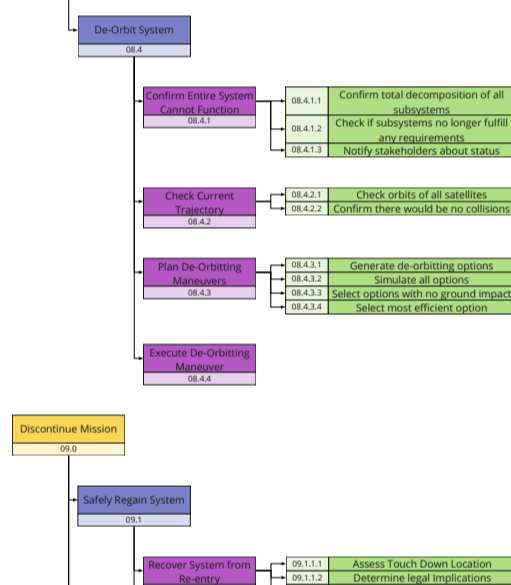 De-Orbit System
08.4
Confirm Entire System
Cannot Function
08.4.1
08.4.1.1
Confirm total decomposition of all
subsystems
08.4.1.2
Check if subsystems no longer fulfill
any requirements
08.4.1.3
Notify stakeholders about status
Check Current
Trajectory
08.4.2
08.4.2.1
Check orbits of all satellites
08.4.2.2
Confirm there would be no collisions
Plan De-Orbitting
Maneuvers
08.4.3
08.4.3.1
Generate de-orbitting options
08.4.3.2
Simulate all options
08.4.3.3
Select options with no ground impact
08.4.3.4
Select most efficient option
Execute De-Orbitting
Maneuver
08.4.4
Discontinue Mission
09.0
Safely Regain System
09.1
Recover System from
Re-entry
09.1.1.1
Assess Touch Down Location
09.1.1.2
Determine legal Implications